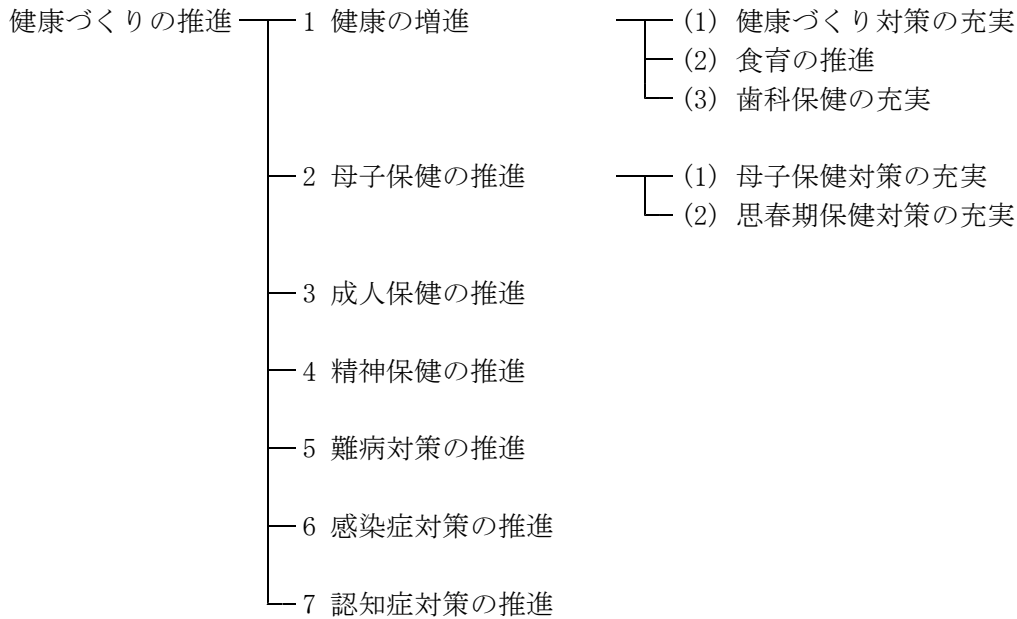 健康づくりの推進 1 健康の増進 (1) 健康づくり対策の充実
(2) 食育の推進
(3) 歯科保健の充実
2 母子保健の推進 (1) 母子保健対策の充実
(2) 思春期保健対策の充実
3 成人保健の推進
4 精神保健の推進
5 難病対策の推進
6 感染症対策の推進
7 認知症対策の推進